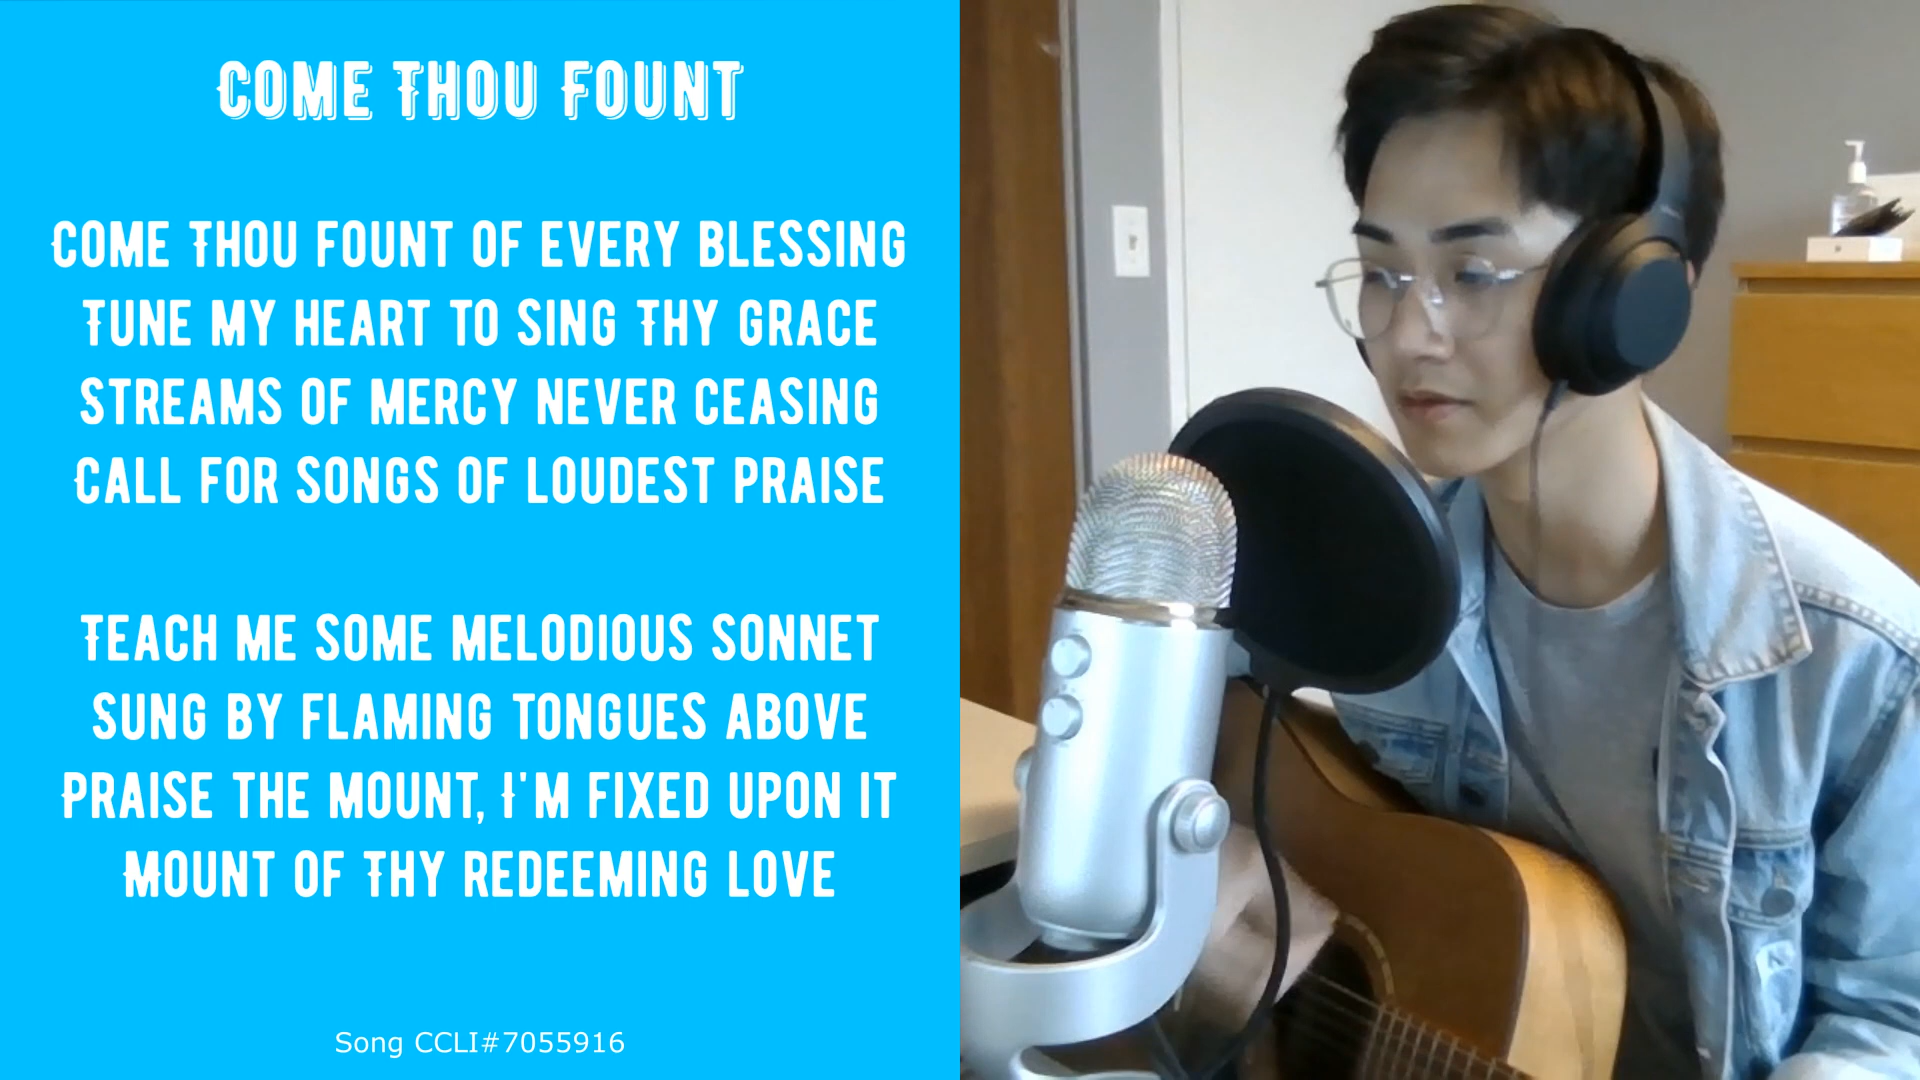 COME THOU FOUNT
COME THOU FOUNT OF EVERY BLESSING
TUNE MY HEART TO SING THY GRACE
STREAMS OF MERCY NEVER CEASING
CALL FOR SONGS OF LOUDEST PRAISE
TEACH ME SOME MELODIOUS SONNET
SUNG BY FLAMING TONGUES ABOVE
PRAISE THE MOUNT, I'M FIXED UPON IT
MOUNT OF THY REDEEMING LOVE
Song CCLI#7055916